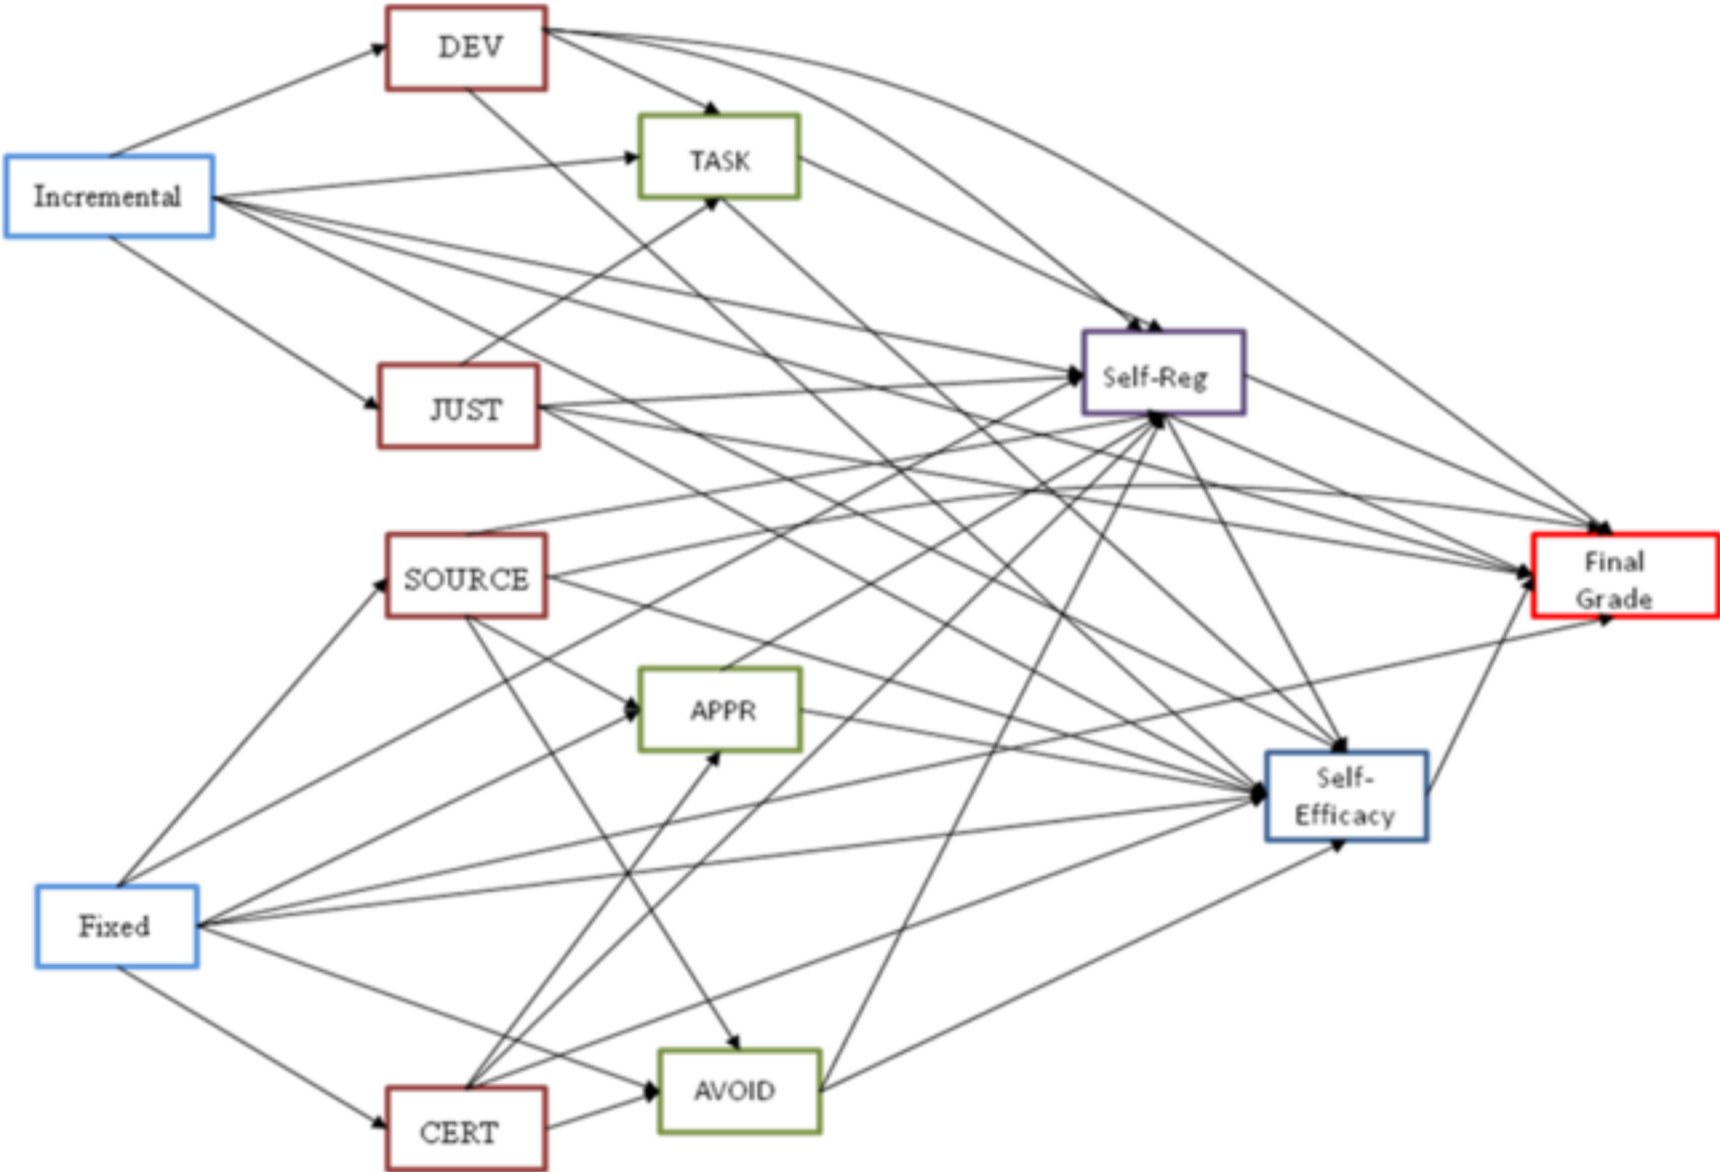 DEV
TASK
Incremental
Self-Reg
JUST
SOURCE
Final
Grade
APPR
Self-
Efficacy
Fixed
AVOID
CERT